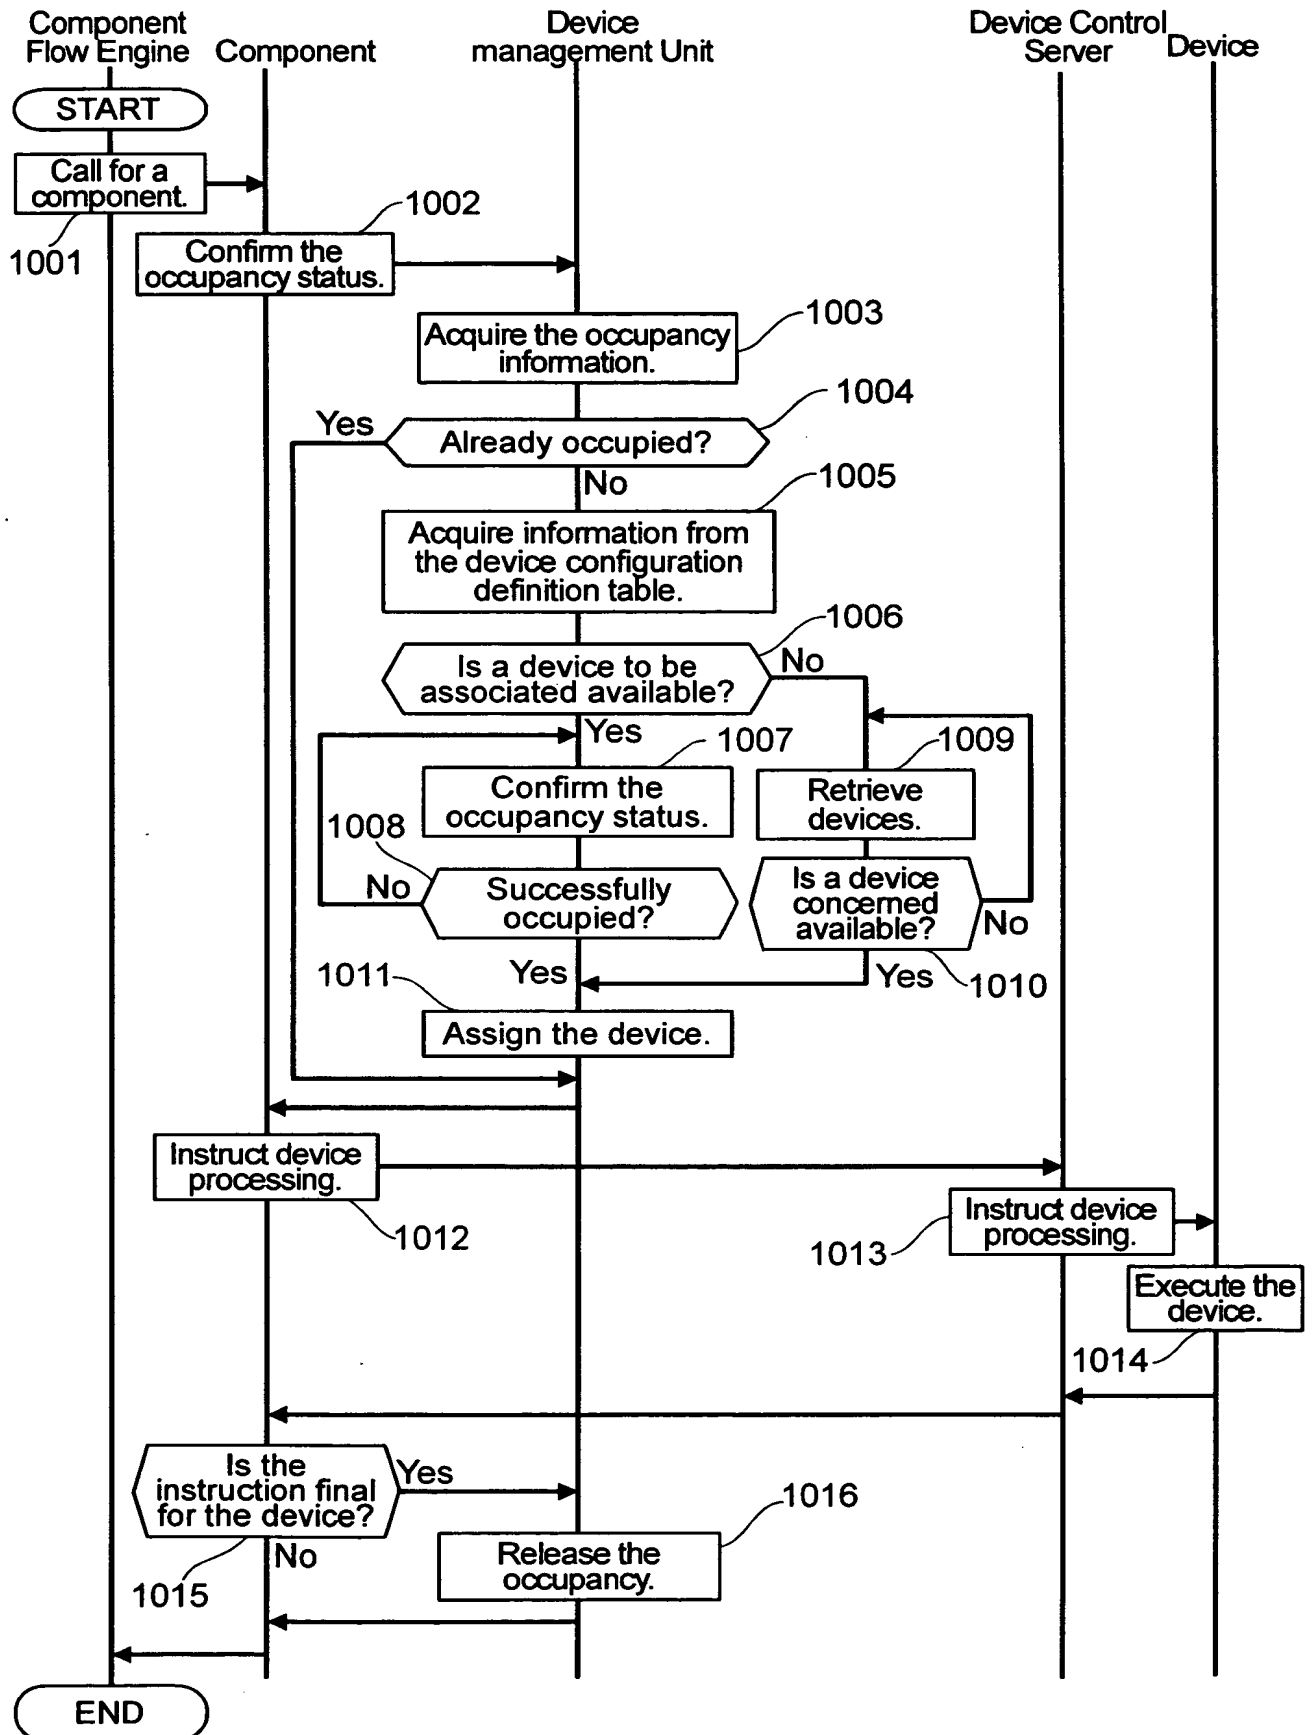 Component
Flow Engine
Component
Device
management Unit
Device Control
Server
Device
START
Call for a
component.
1001
1002
Confirm the
occupancy status.
1003
Acquire the occupancy
information.
1004
Yes
Already occupied?
No
1005
Acquire information from
the device configuration
definition table.
1006
Is a device to be
associated available?
No
Yes
1007
1009
Confirm the
occupancy status.
Retrieve
devices.
1008
No
Successfully
occupied?
Is a device
concerned
available?
No
1011
Yes
Yes
1010
Assign the device.
Instruct device
processing.
1012
Instruct device
processing.
1013
Execute the
device.
1014
Is the
instruction final
for the device?
Yes
1016
No
1015
Release the
occupancy.
END